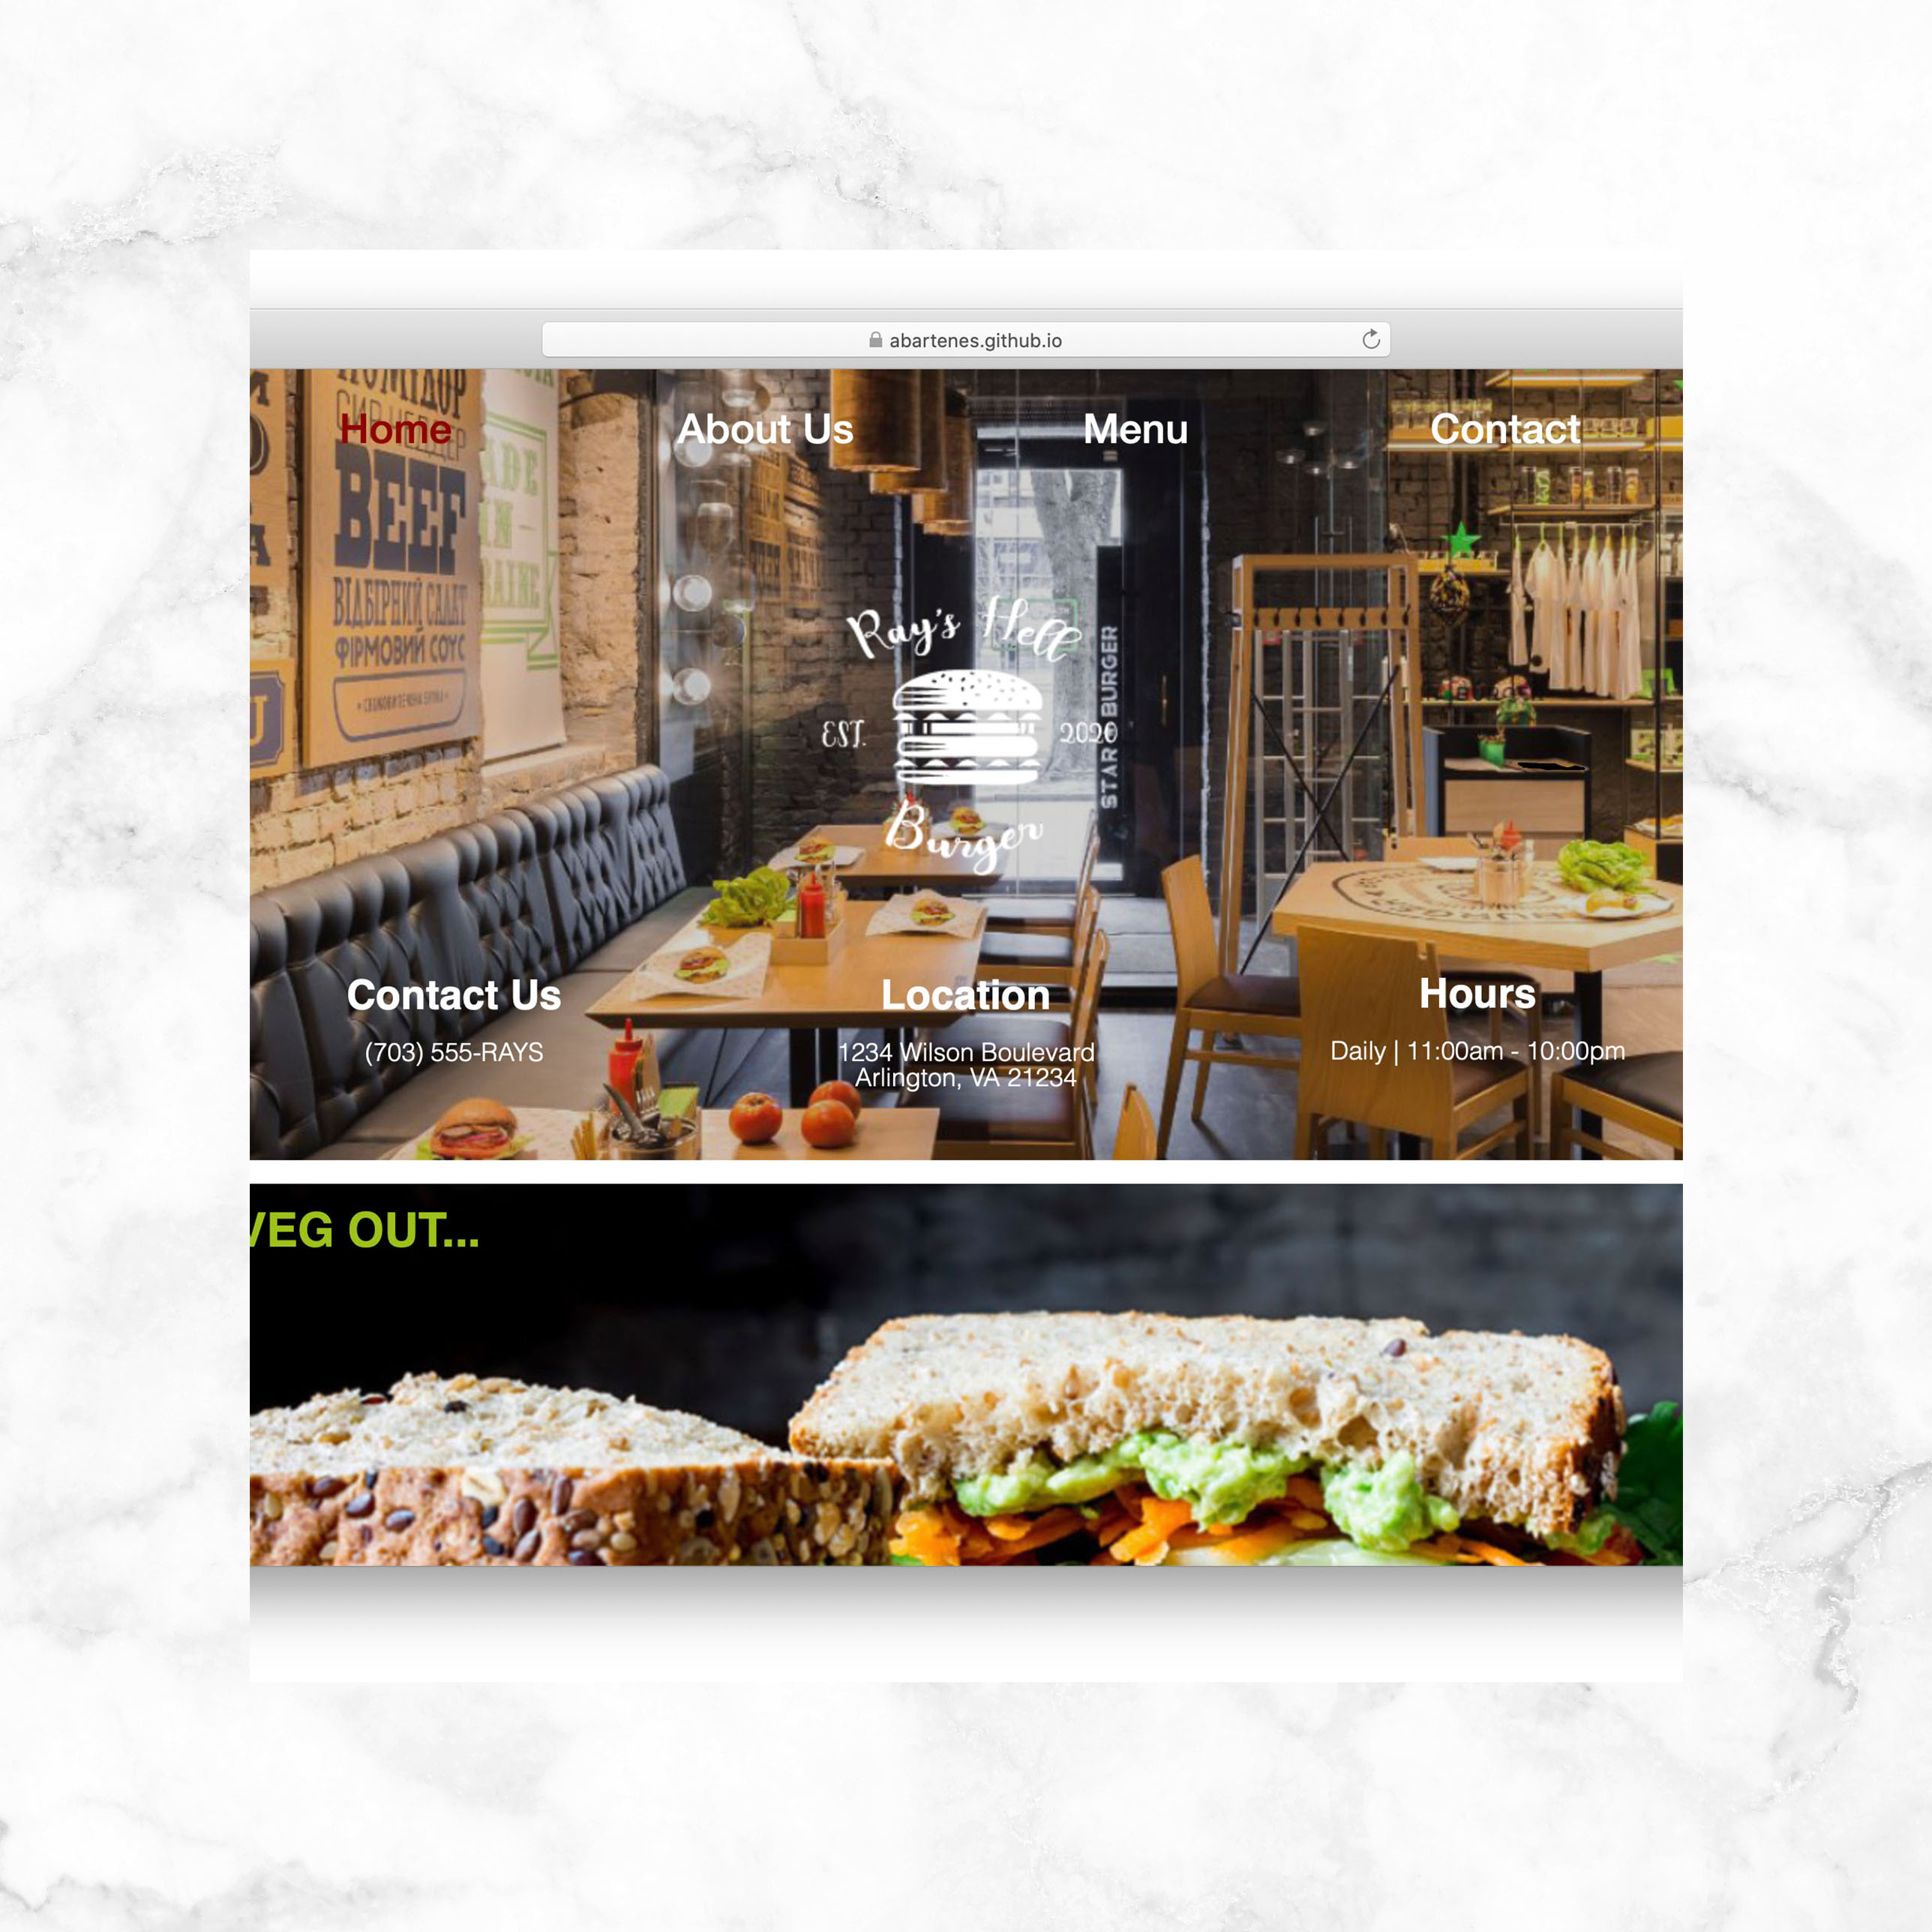 abartenes.github.io
Home
About Us
Menu
Contact
ПОМІДОР
BEEF
ВІДБІРНИЙ САЛАТ
ФІРМОВИЙ СОУС
Ray's Hell
EST.
2020
Burger
STAR BURGER
Contact Us
(703) 555-RAYS
Location
1234 Wilson Boulevard
Arlington, VA 21234
Hours
Daily | 11:00am - 10:00pm
VEG OUT...